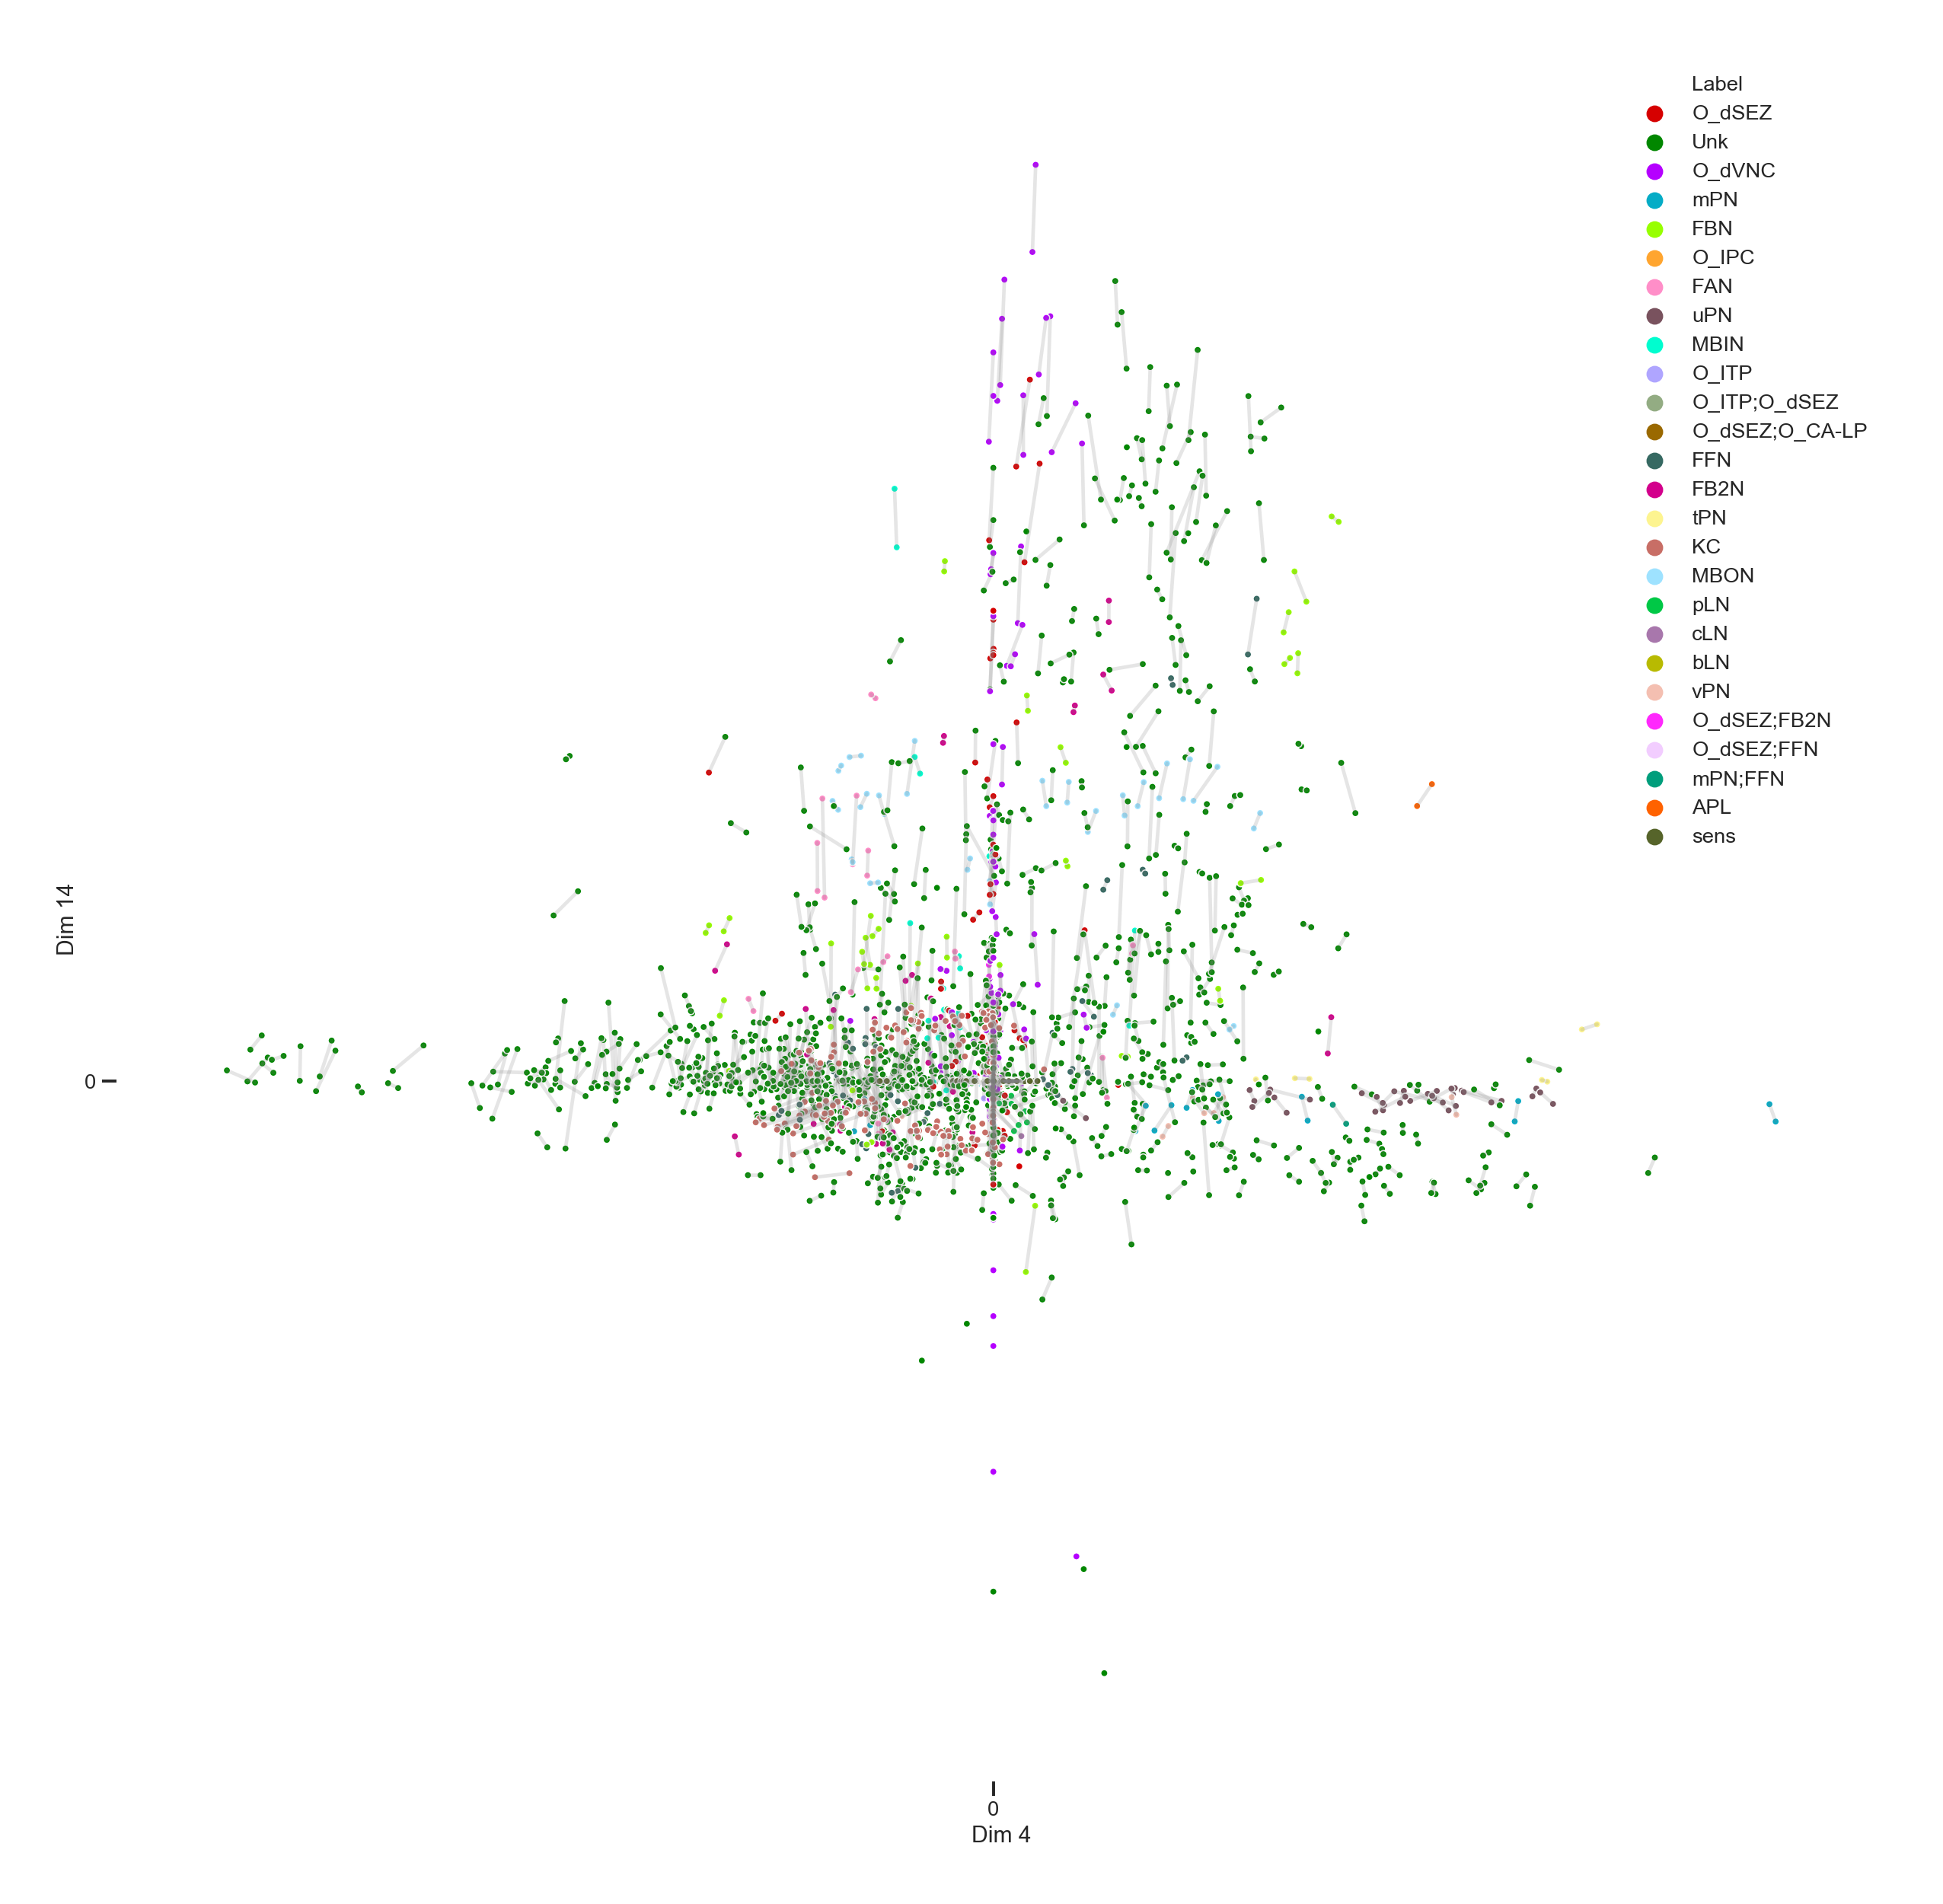 Label
O_dSEZ
Unk
O_dVNC
mPN
FBN
O_IPC
FAN
uPN
MBIN
O_ITP
O_ITP;O_dSEZ
O_dSEZ;O_CA-LP
FFN
FB2N
tPN
KC
MBON
pLN
cLN
bLN
vPN
O_dSEZ;FB2N
O_dSEZ;FFN
mPN;FFN
APL
sens
Dim 14
0
0
Dim 4